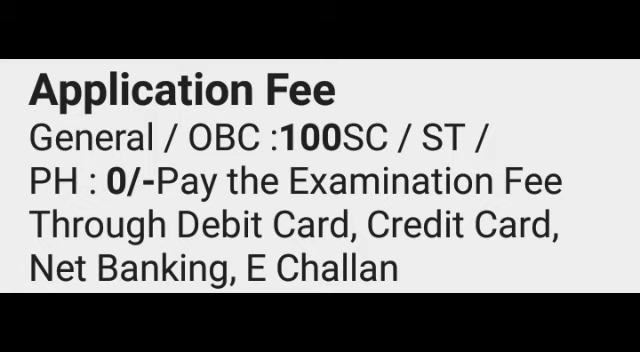 Application Fee
General / OBC :100SC / ST /
PH : 0/-Pay the Examination Fee
Through Debit Card, Credit Card,
Net Banking, E Challan